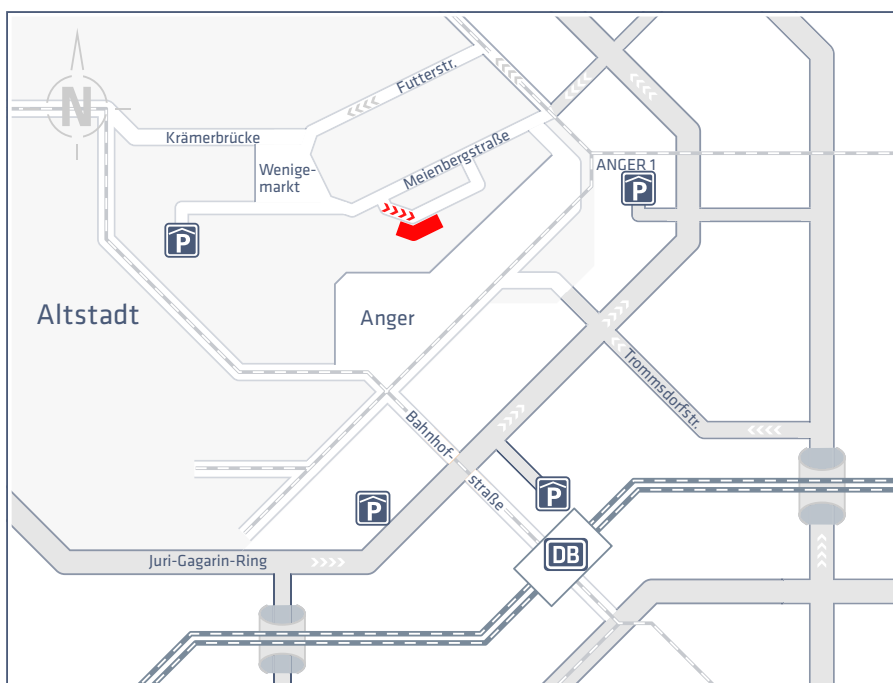 N
Futterstr.
Krämerbrücke
Meienbergstraße
Wenige-
markt
ANGER 1
P
P
Altstadt
Anger
Trommsdorfstr.
Bahnhof-
straße
P
P
DB
Juri-Gagarin-Ring